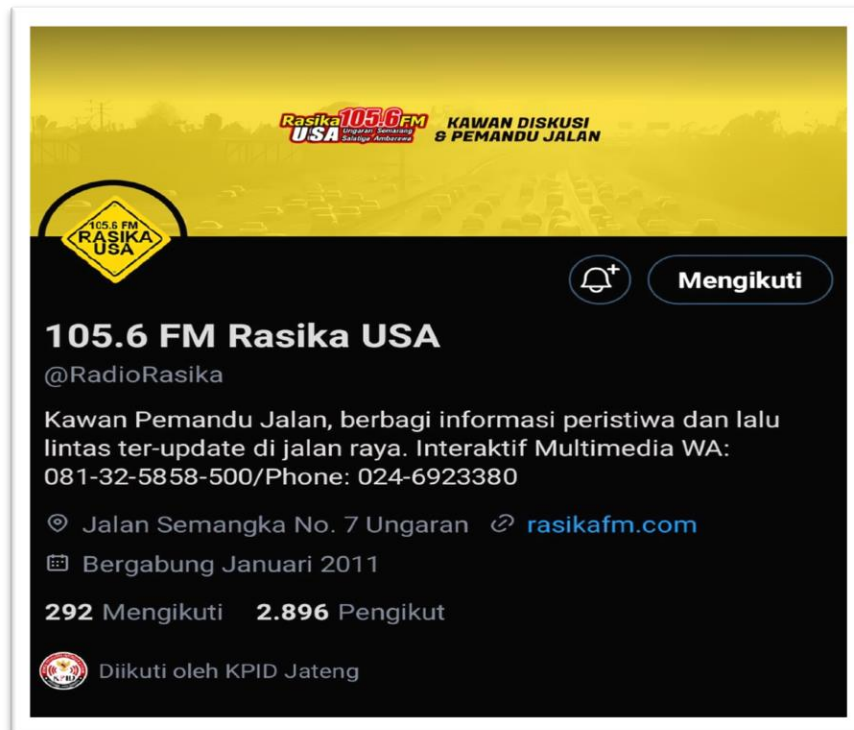 Rasika 105.6 FM
USA Ungaran Semarang
Salatiga Ambarawa
KAWAN DISKUSI
& PEMANDU JALAN
105.6 FM
RASIKA
USA
Mengikuti
105.6 FM Rasika USA
@RadioRasika
Kawan Pemandu Jalan, berbagi informasi peristiwa dan lalu
lintas ter-update di jalan raya. Interaktif Multimedia WA:
081-32-5858-500/Phone: 024-6923380
Jalan Semangka No. 7 Ungaran rasikafm.com
Bergabung Januari 2011
292 Mengikuti 2.896 Pengikut
KPID
Diikuti oleh KPID Jateng